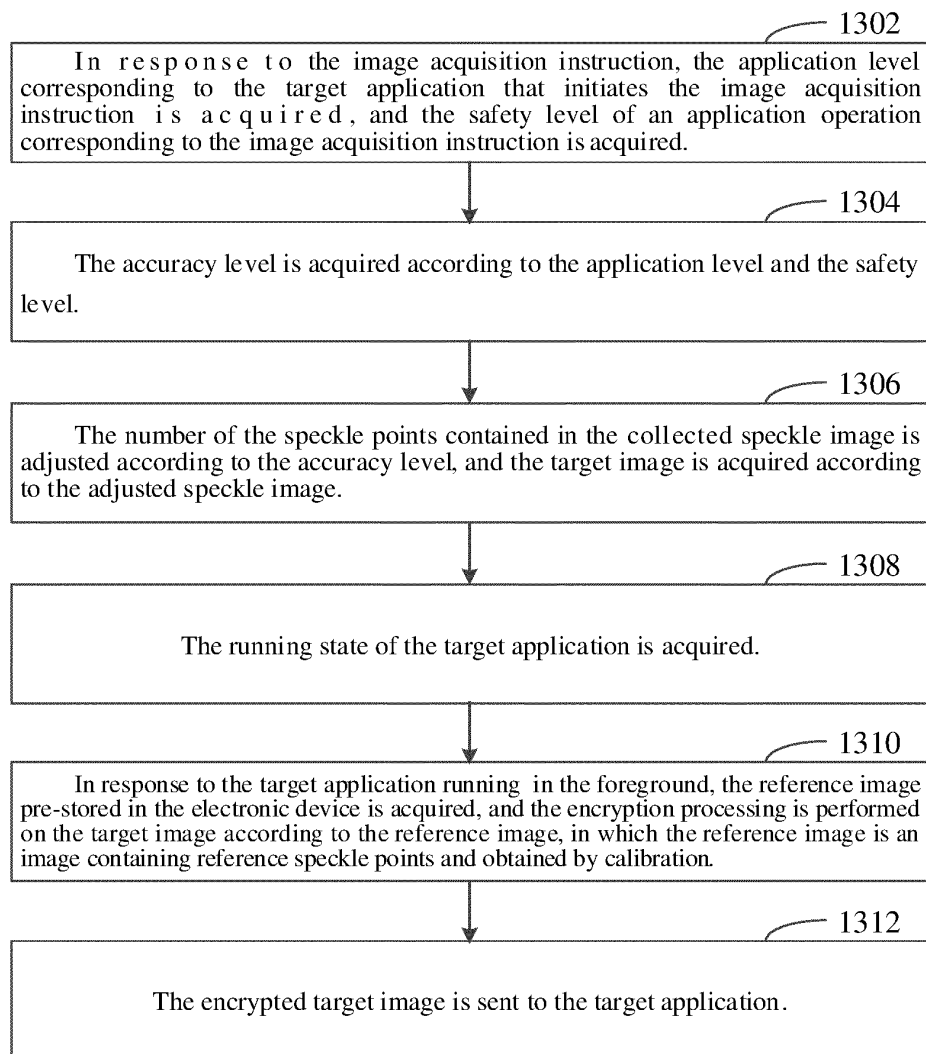 1302
In response to the image acquisition instruction, the application level
corresponding to the target application that initiates the image acquisition
instruction is acquired, and the safety level of an application operation
corresponding to the image acquisition instruction is acquired.
1304
The accuracy level is acquired according to the application level and the safety
level.
1306
The number of the speckle points contained in the collected speckle image is
adjusted according to the accuracy level, and the target image is acquired according
to the adjusted speckle image.
1308
The running state of the target application is acquired.
1310
In response to the target application running in the foreground, the reference image
pre-stored in the electronic device is acquired, and the encryption processing is performed
on the target image according to the reference image, in which the reference image is an
image containing reference speckle points and obtained by calibration.
1312
The encrypted target image is sent to the target application.